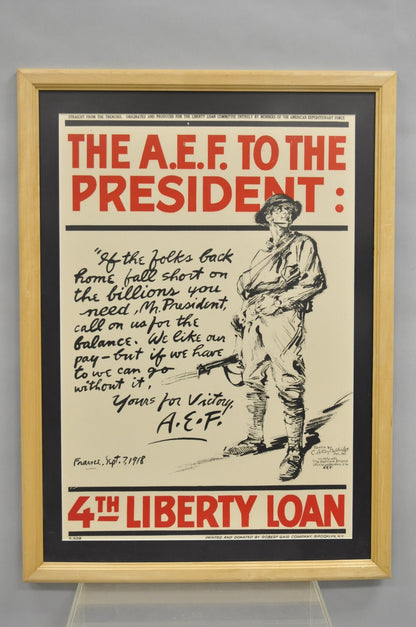 STRAIGHT FROM THE TRENCHES. ORIGINATED AND PRODUCED FOR THE LIBERTY LOAN COMMITTEE ENTIRELY BY MEMBERS OF THE AMERICAN EXPEDITIONARY FORCE
THE A.E.F. TO THE
PRESIDENT:
"If the folks back
home fall short on
the billions you
need, Mr. President,
call on us for the
balance. We like our
pay - but if we have
to we can go
without it."
Yours for Victory,
A.E.F.
France, Sept. 7, 1918
4TH LIBERTY LOAN
PRINTED AND DONATED BY ROBERT GAIR COMPANY, BROOKLYN, N.Y.